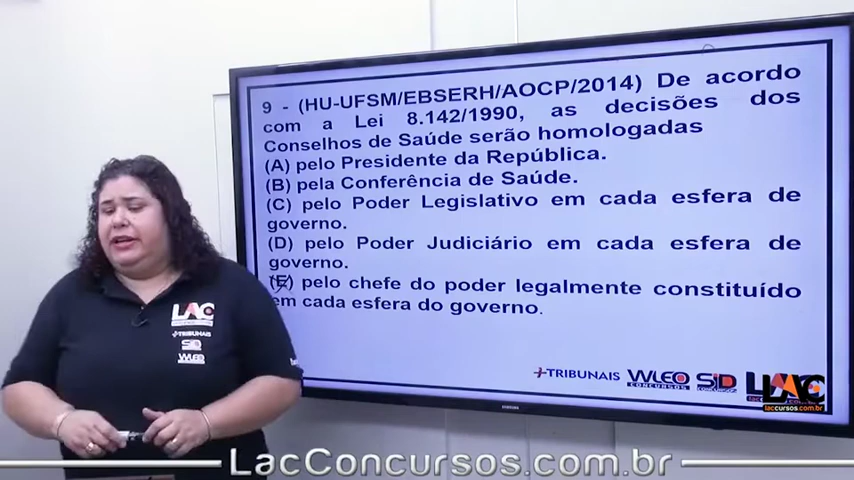 9 - (HU-UFSM/EBSERH/AOCP/2014) De acordo
com a Lei 8.142/1990, as decisões dos
Conselhos de Saúde serão homologadas
(A) pelo Presidente da República.
(B) pela Conferência de Saúde.
(C) pelo Poder Legislativo em cada esfera de
governo.
(D) pelo Poder Judiciário em cada esfera de
governo.
(E) pelo chefe do poder legalmente constituído
em cada esfera do governo.
+TRIBUNAIS WLEO CONCURSOS SID CONCURSOS LAC
LACCONCURSOS.COM.BR
LAC
+TRIBUNAIS
SID
WLEO
LacConcursos.com.br